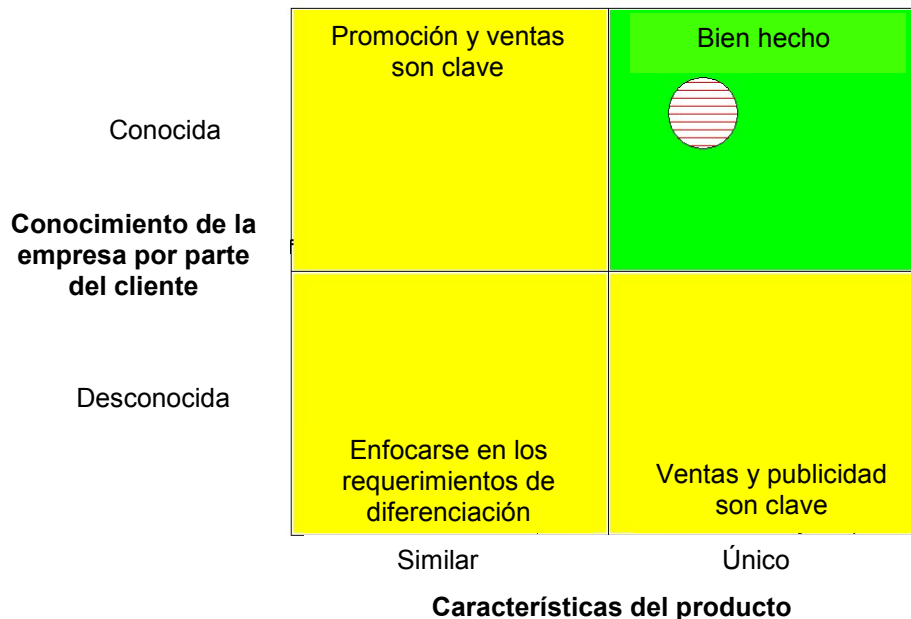 Promoción y ventas
son clave
Bien hecho
Conocida
Conocimiento de la
empresa por parte
del cliente
Desconocida
Enfocarse en los
requerimientos de
diferenciación
Ventas y publicidad
son clave
Similar
Único
Características del producto